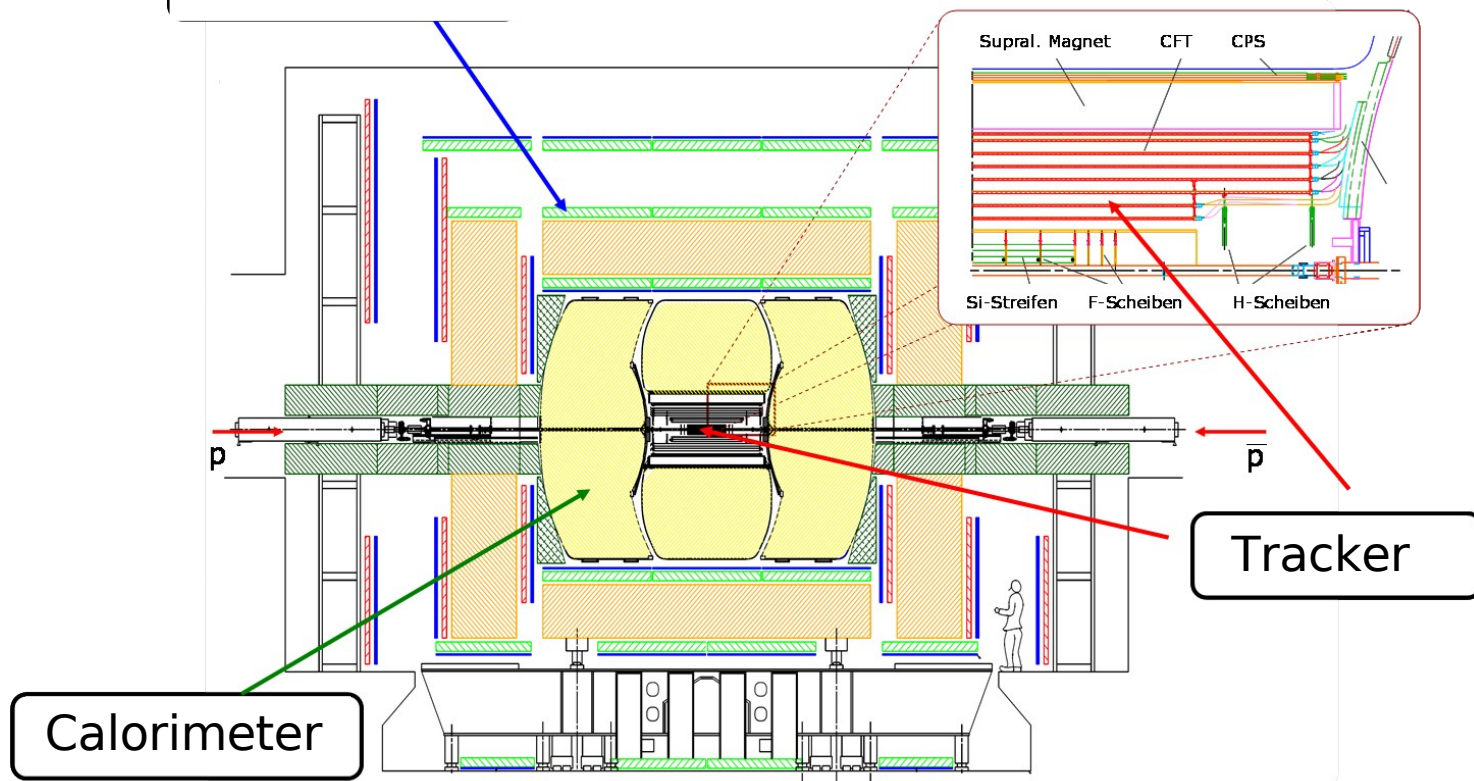 Supral. Magnet CFT CPS
Si-Streifen F-Scheiben H-Scheiben
p p̅
Tracker
Calorimeter